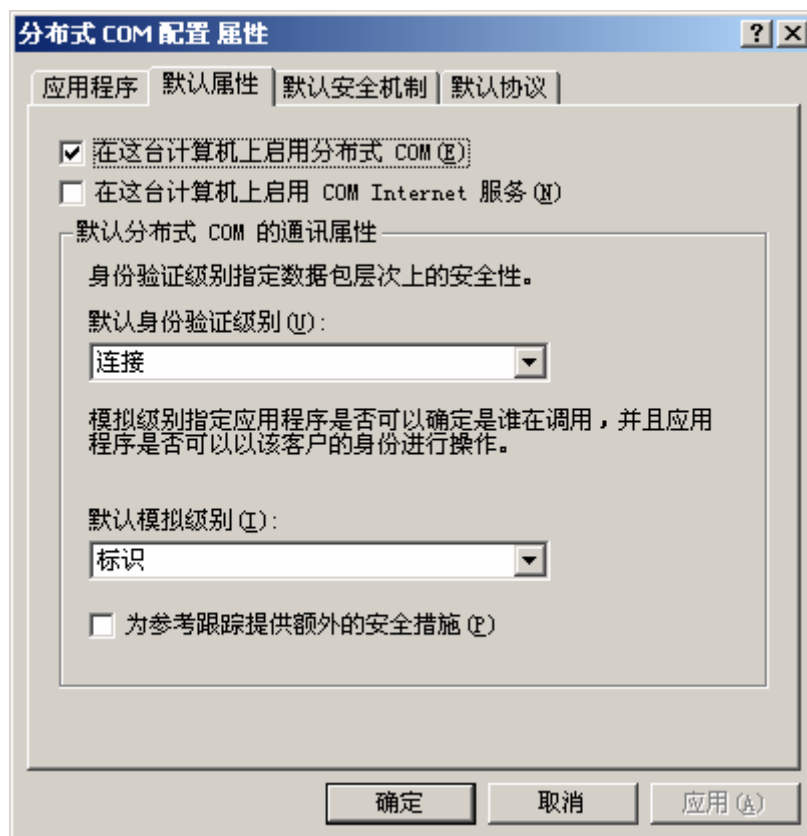 分布式 COM 配置 属性
应用程序 默认属性 默认安全机制 默认协议
在这台计算机上启用分布式 COM(E)
在这台计算机上启用 COM Internet 服务(N)
默认分布式 COM 的通讯属性
身份验证级别指定数据包层次上的安全性。
默认身份验证级别(U):
连接
模拟级别指定应用程序是否可以确定是谁在调用，并且应用
程序是否可以以该客户的身份进行操作。
默认模拟级别(I):
标识
为参考跟踪提供额外的安全措施(P)
确定 取消 应用(A)